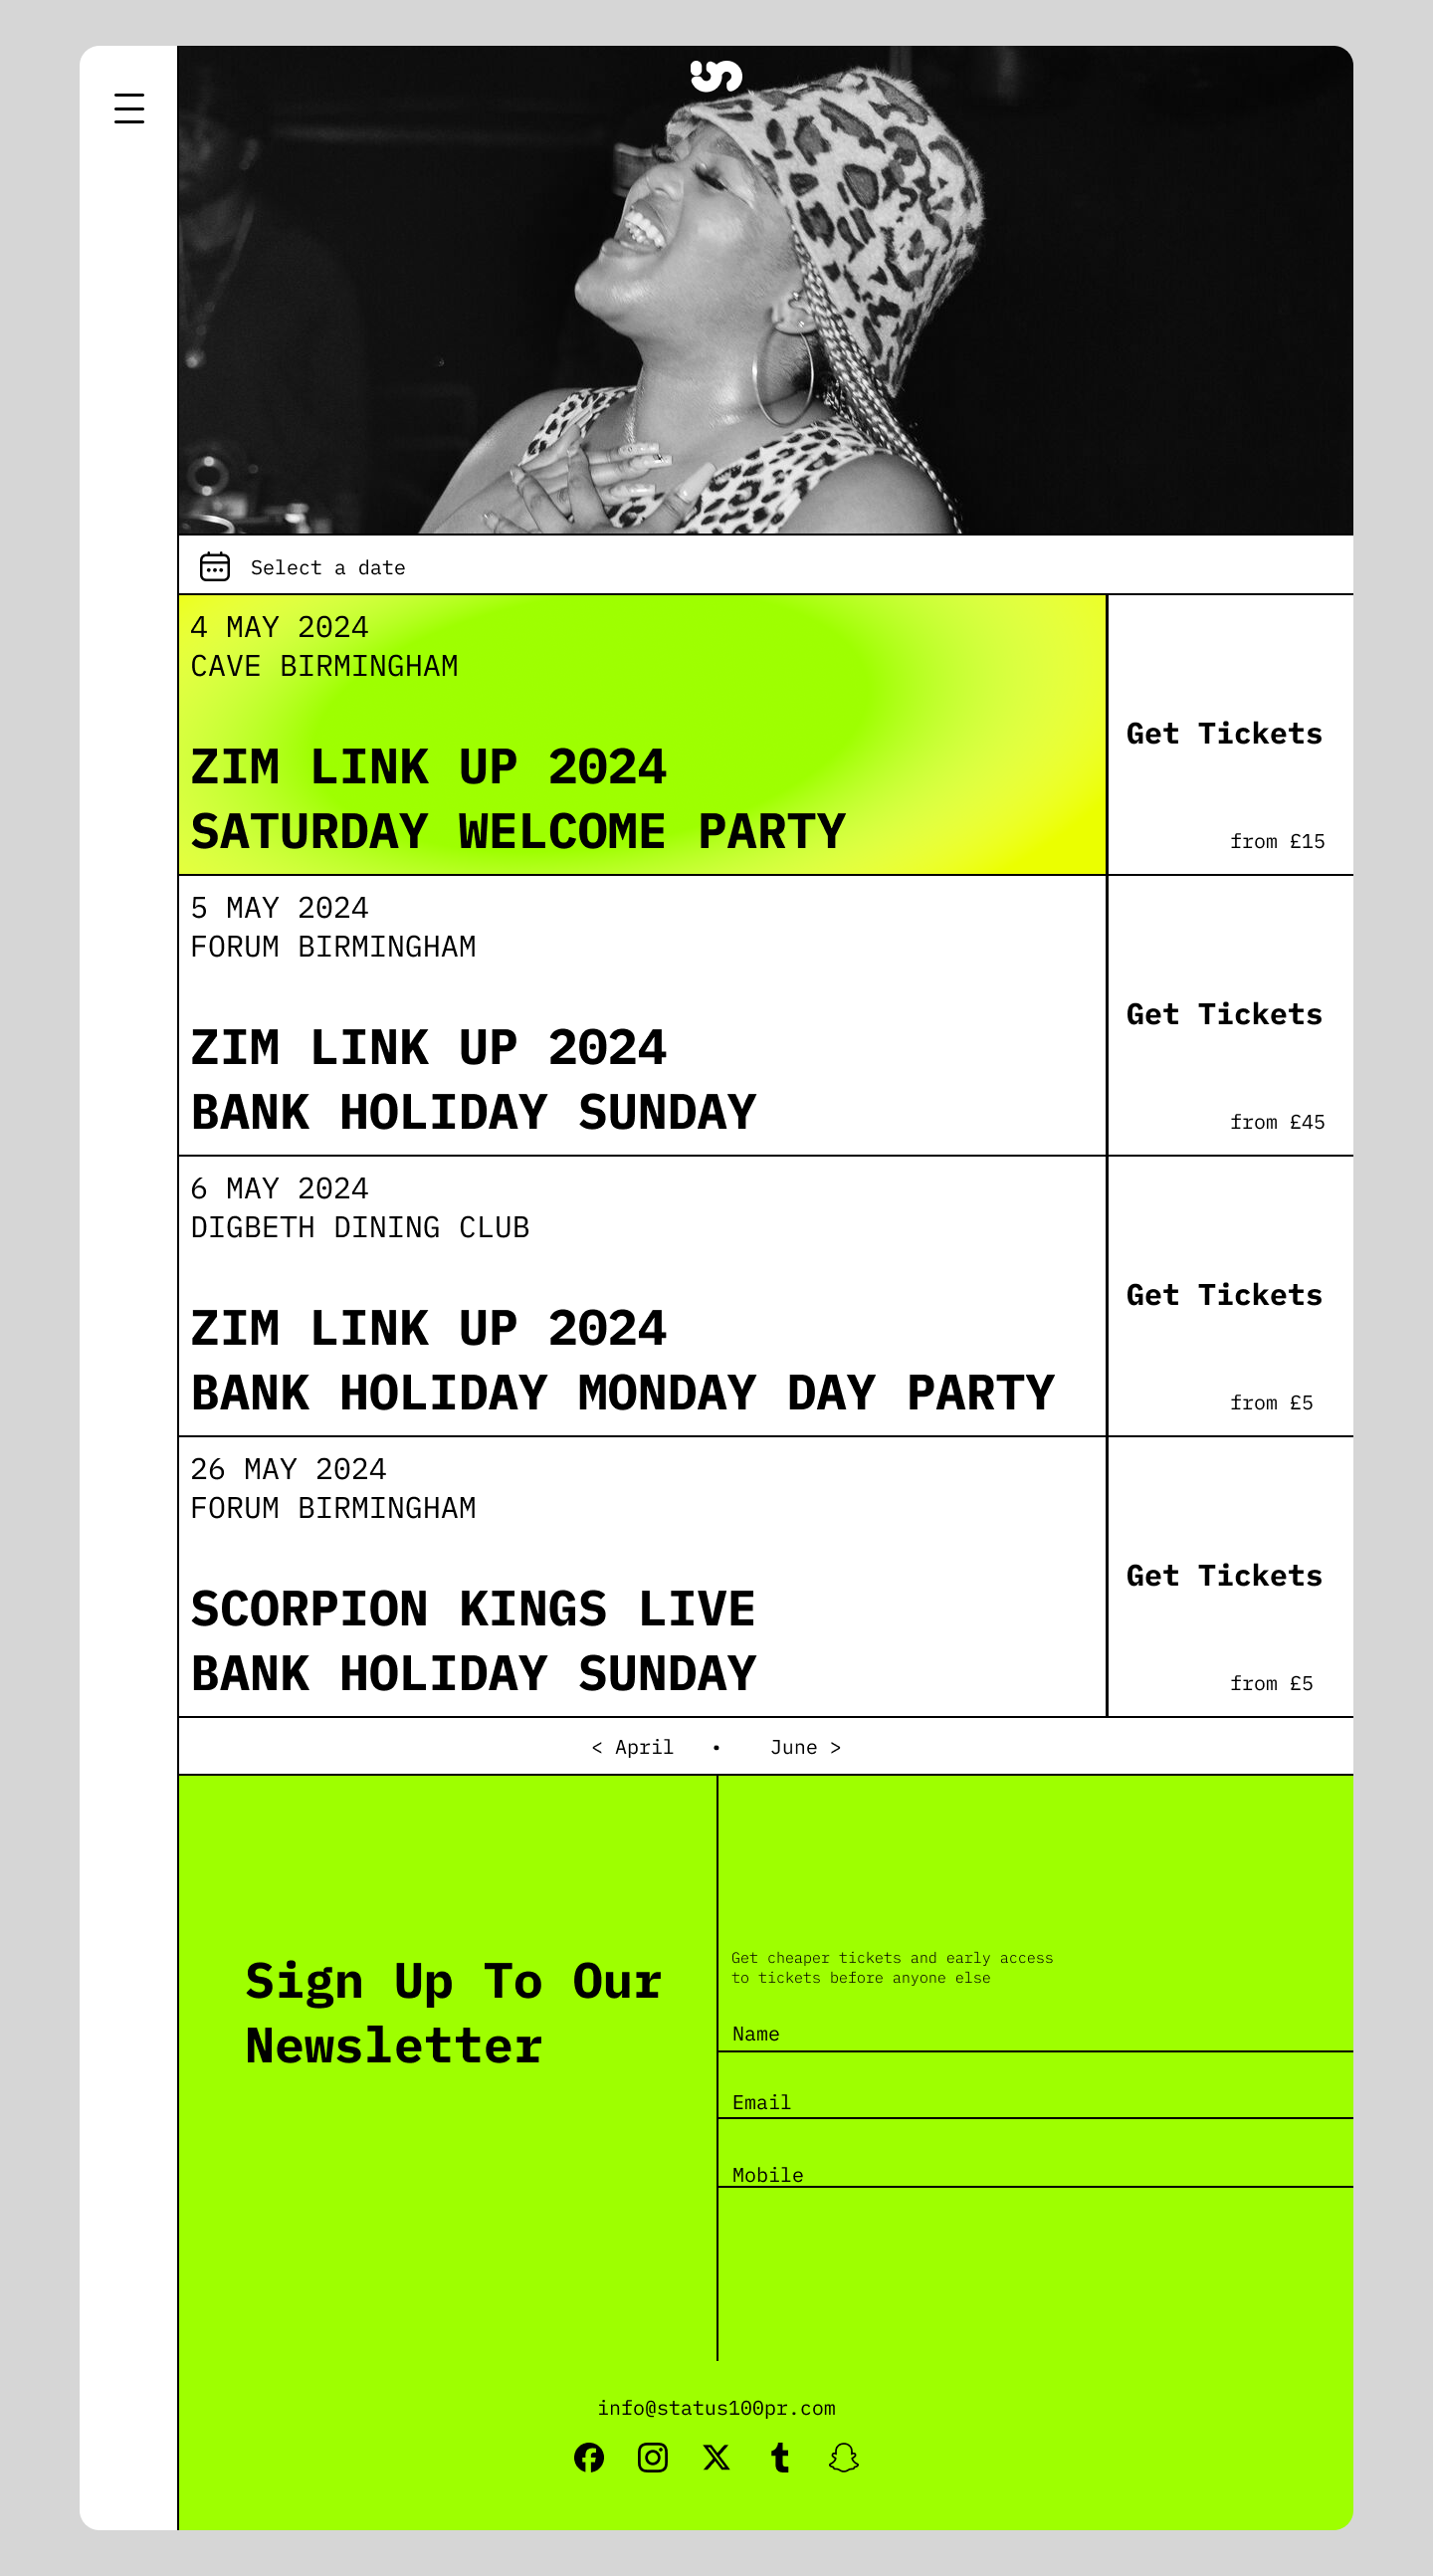 Select a date
4 MAY 2024
CAVE BIRMINGHAM
ZIM LINK UP 2024
SATURDAY WELCOME PARTY
Get Tickets
from £15
5 MAY 2024
FORUM BIRMINGHAM
ZIM LINK UP 2024
BANK HOLIDAY SUNDAY
Get Tickets
from £45
6 MAY 2024
DIGBETH DINING CLUB
ZIM LINK UP 2024
BANK HOLIDAY MONDAY DAY PARTY
Get Tickets
from £5
26 MAY 2024
FORUM BIRMINGHAM
SCORPION KINGS LIVE
BANK HOLIDAY SUNDAY
Get Tickets
from £5
< April • June >
Sign Up To Our
Newsletter
Get cheaper tickets and early access
to tickets before anyone else
Name
Email
Mobile
info@status100pr.com